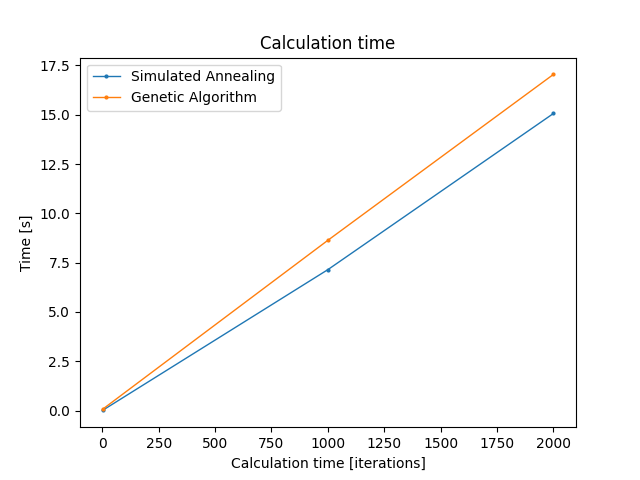 Calculation time
Simulated Annealing
Genetic Algorithm
17.5
15.0
12.5
10.0
7.5
5.0
2.5
0.0
Time [s]
0 250 500 750 1000 1250 1500 1750 2000
Calculation time [iterations]